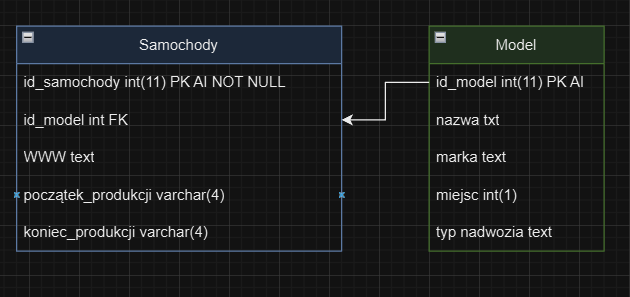 Samochody
id_samochody int(11) PK AI NOT NULL
id_model int FK
WWW text
początek_produkcji varchar(4)
koniec_produkcji varchar(4)
Model
id_model int(11) PK AI
nazwa txt
marka text
miejsc int(1)
typ nadwozia text